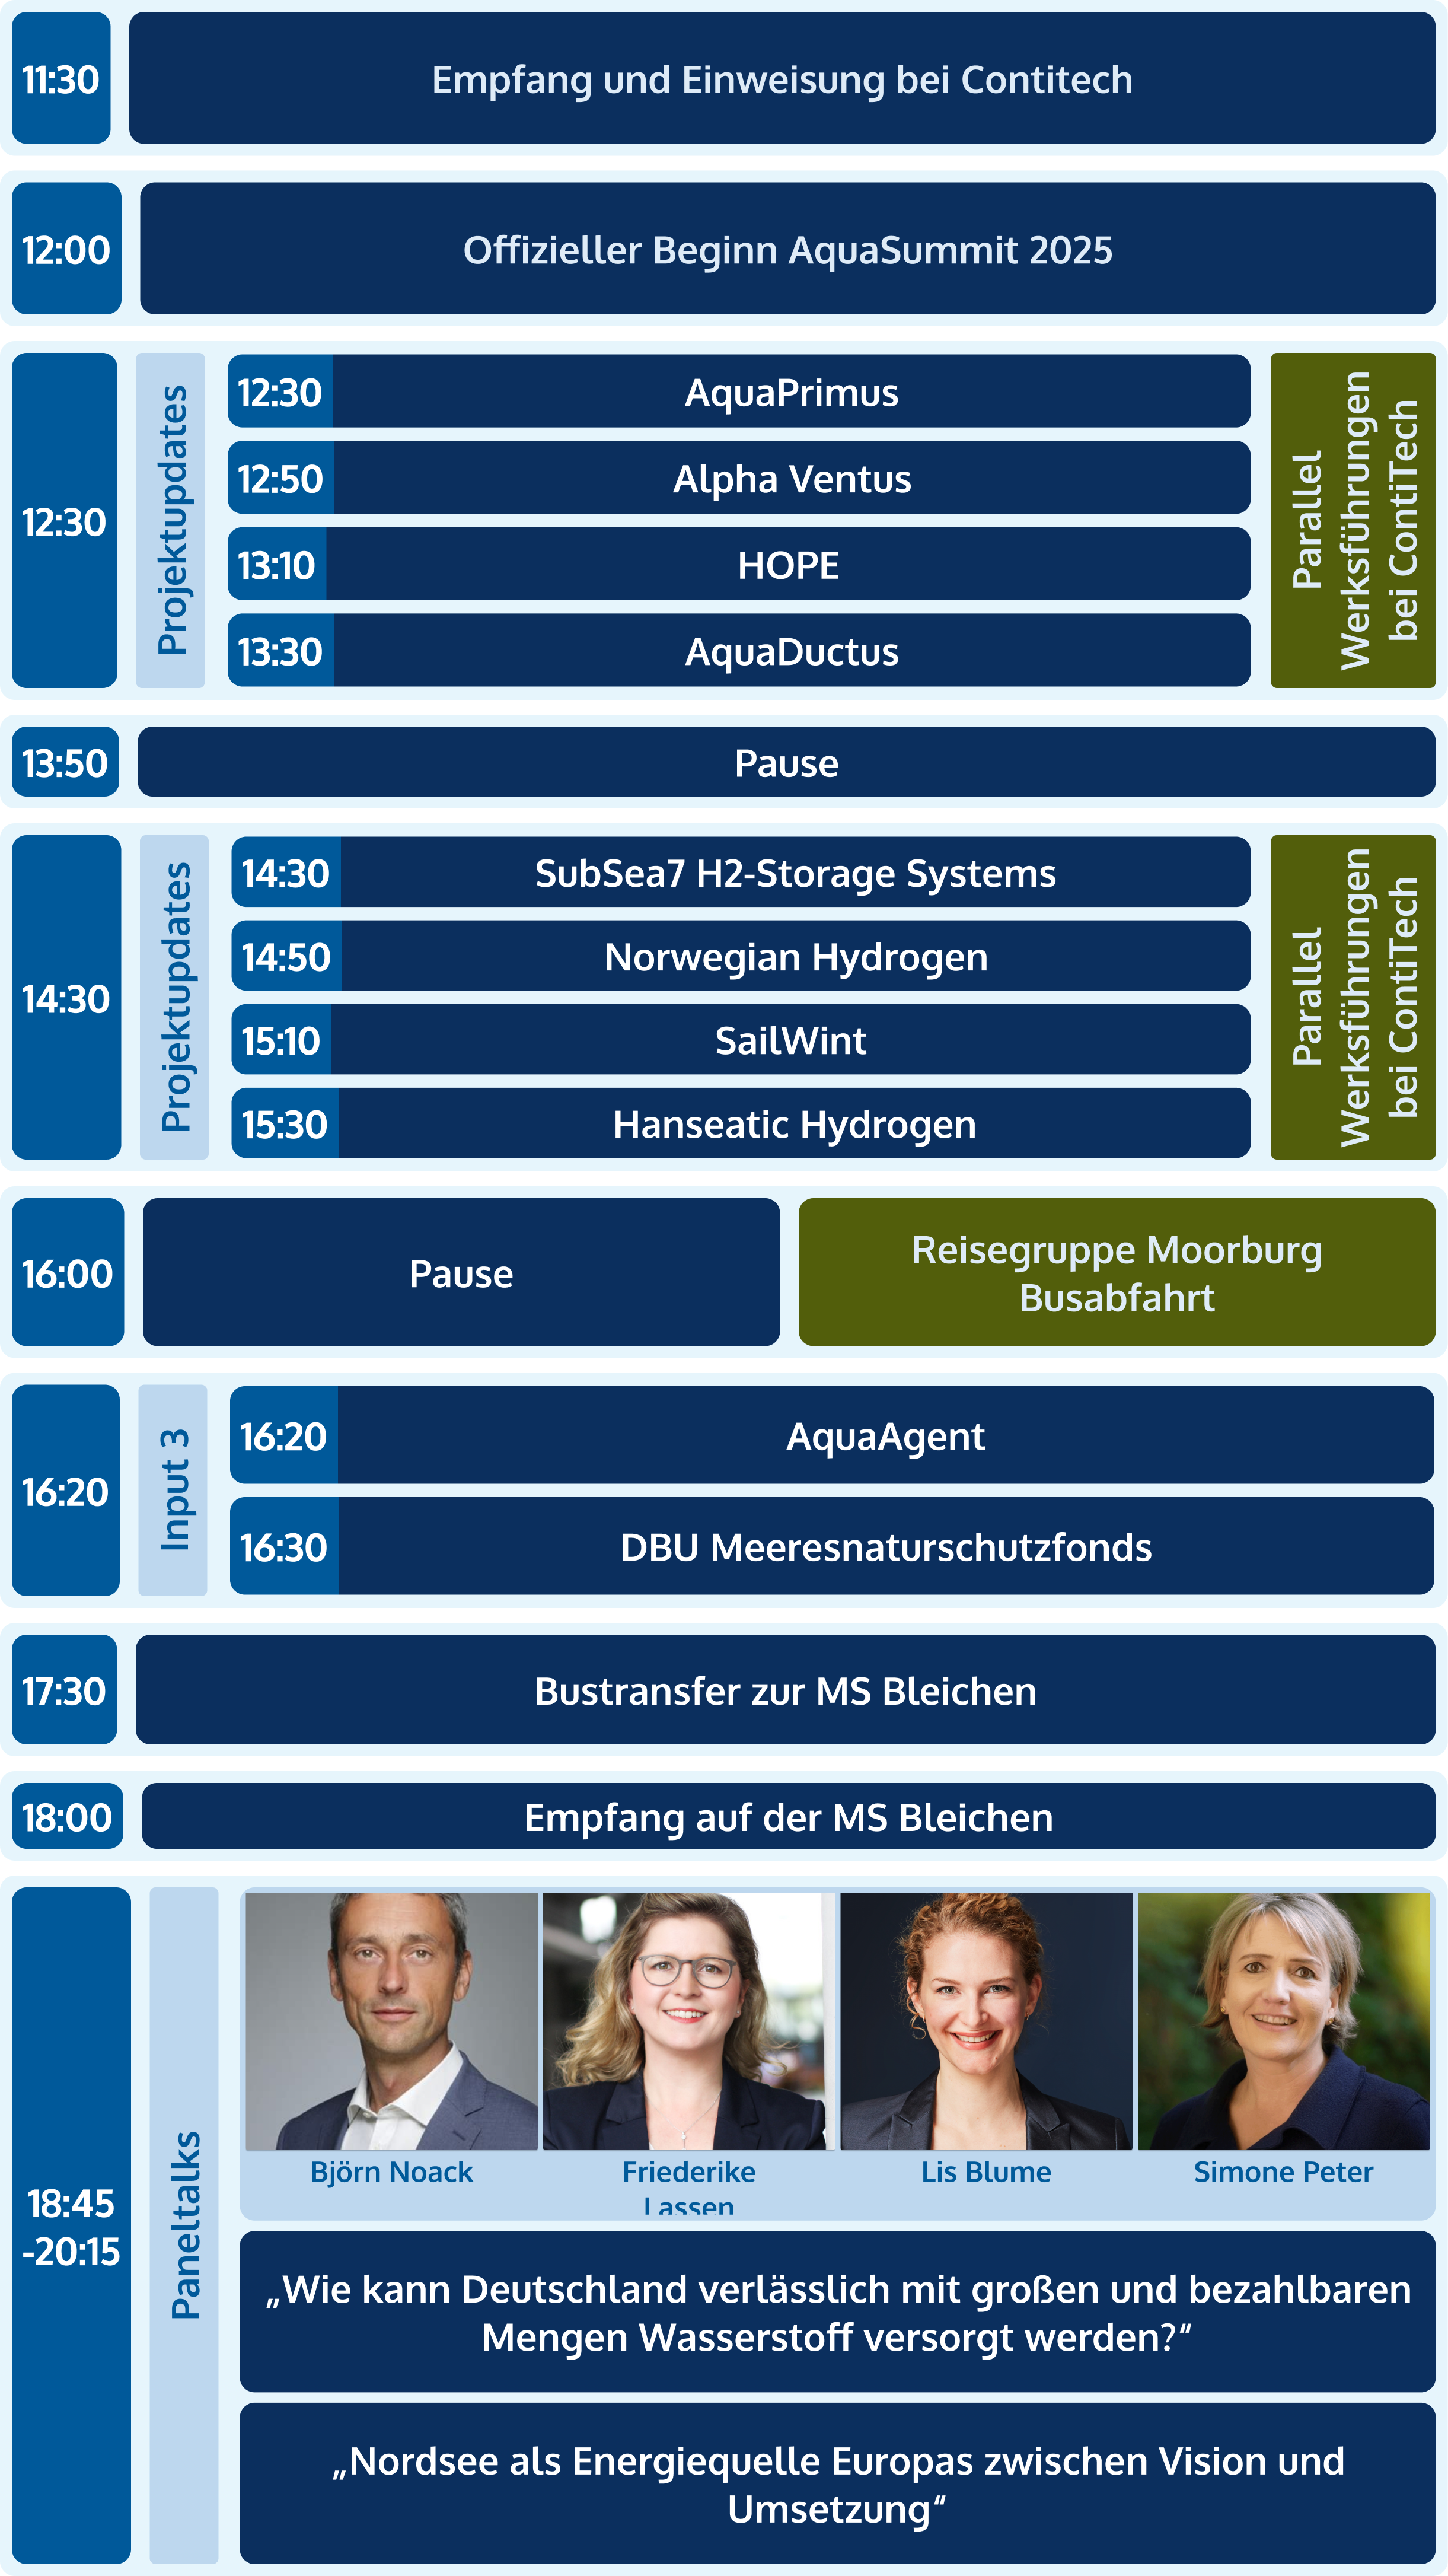 11:30
Empfang und Einweisung bei Contitech
12:00
Offizieller Beginn AquaSummit 2025
12:30
Projektupdates
12:30
AquaPrimus
12:50
Alpha Ventus
13:10
HOPE
13:30
AquaDuctus
Parallel
Werksführungen
bei ContiTech
13:50
Pause
14:30
Projektupdates
14:30
SubSea7 H2-Storage Systems
14:50
Norwegian Hydrogen
15:10
SailWint
15:30
Hanseatic Hydrogen
Parallel
Werksführungen
bei ContiTech
16:00
Pause
Reisegruppe Moorburg
Busabfahrt
16:20
Input 3
16:20
AquaAgent
16:30
DBU Meeresnaturschutzfonds
17:30
Bustransfer zur MS Bleichen
18:00
Empfang auf der MS Bleichen
18:45
-20:15
Paneltalks
Björn Noack
Friederike
Lassen
Lis Blume
Simone Peter
„Wie kann Deutschland verlässlich mit großen und bezahlbaren
Mengen Wasserstoff versorgt werden?“
„Nordsee als Energiequelle Europas zwischen Vision und
Umsetzung“